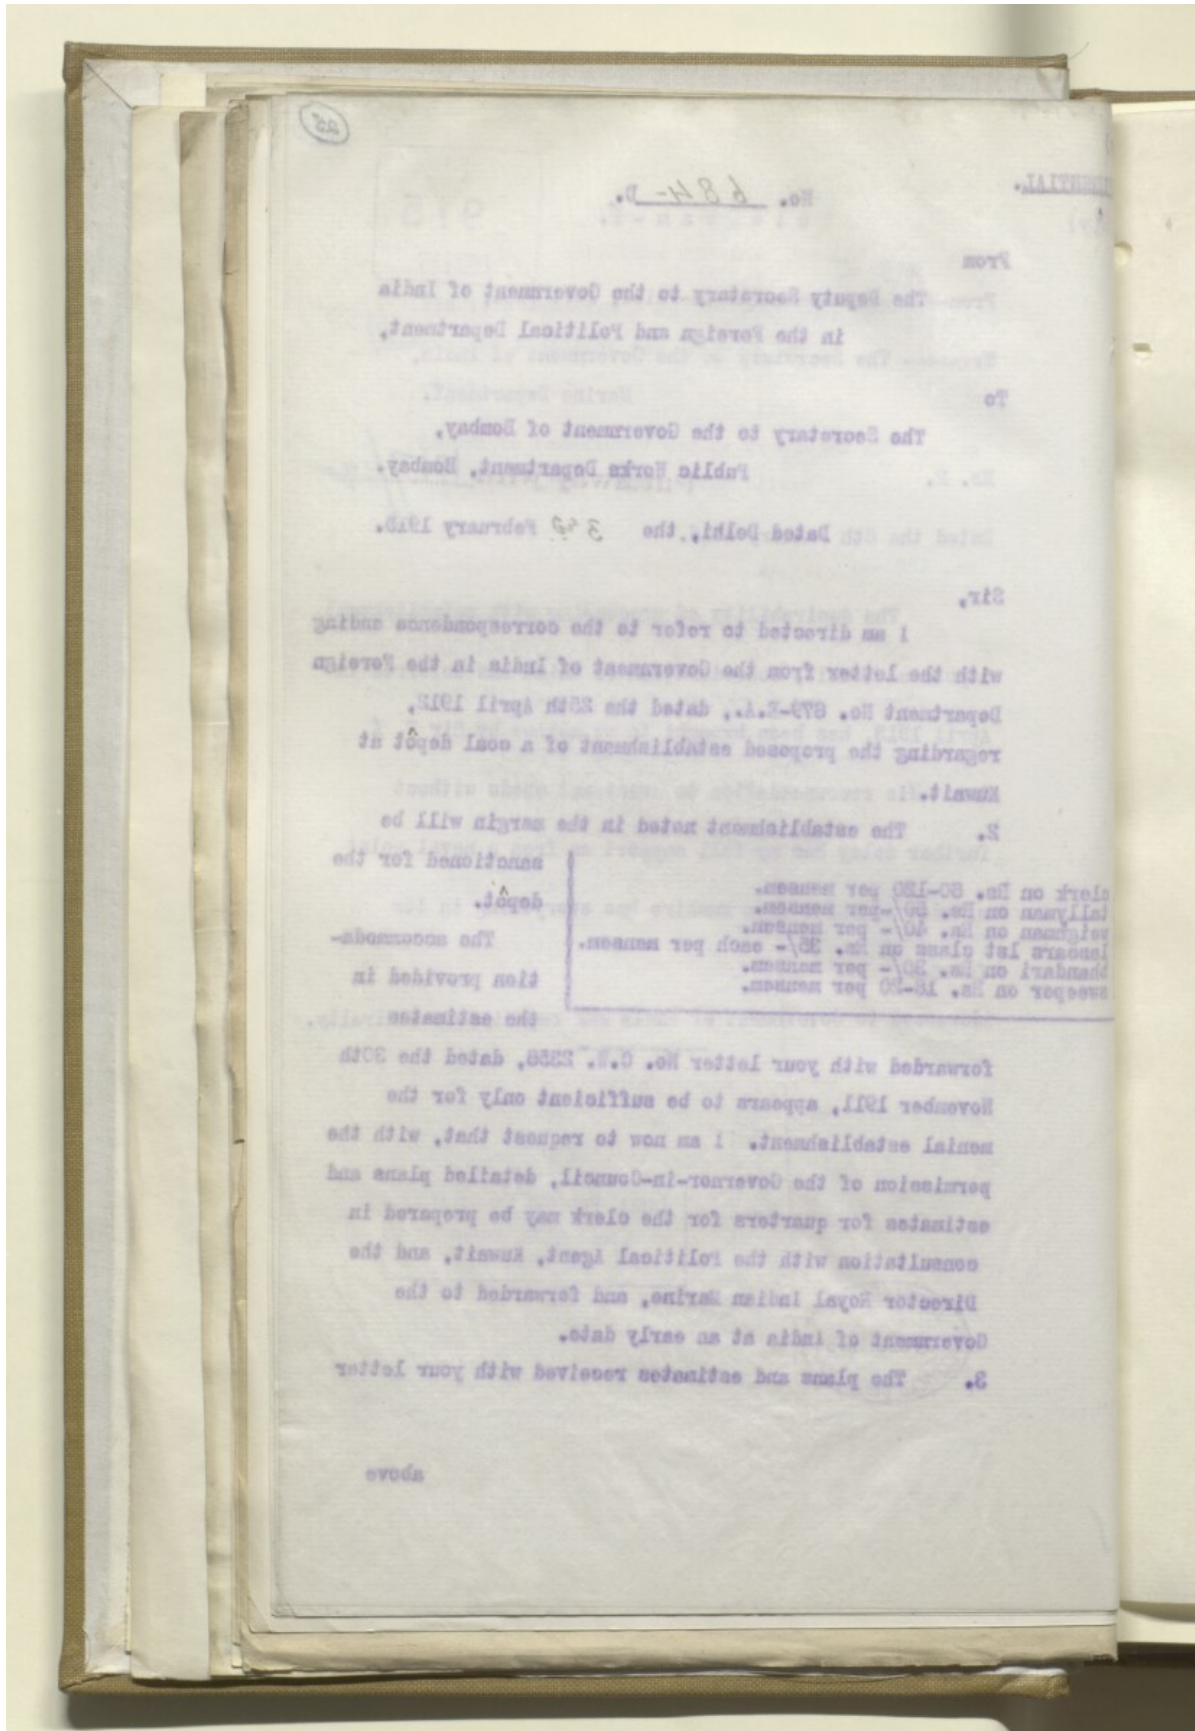 25
IDENTIAL.
No. 684-D.
From
The Deputy Secretary to the Government of India
in the Foreign and Political Department,
To
The Secretary to the Government of Bombay,
Public Works Department, Bombay.
Dated Delhi, the 3rd February 1913.
Sir,
I am directed to refer to the correspondence ending
with the letter from the Government of India in the Foreign
Department No. 879-E.A., dated the 25th April 1912,
regarding the proposed establishment of a coal depôt at
Kuwait.
2. The establishment noted in the margin will be
sanctioned for the
depôt.
clerk on Rs. 80-120 per mensem.
tallyman on Rs. 50/-per mensem.
weighman on Rs. 40/- per mensem.
lascars 1st class on Rs. 35/- each per mensem.
bhandari on Rs. 30/- per mensem.
sweeper on Rs. 18-20 per mensem.
The accommoda-
tion provided in
the estimates
forwarded with your letter No. C.W. 2358, dated the 30th
November 1911, appears to be sufficient only for the
menial establishment. I am now to request that, with the
permission of the Governor-in-Council, detailed plans and
estimates for quarters for the clerk may be prepared in
consultation with the Political Agent, Kuwait, and the
Director Royal Indian Marine, and forwarded to the
Government of India at an early date.
3. The plans and estimates received with your letter
above